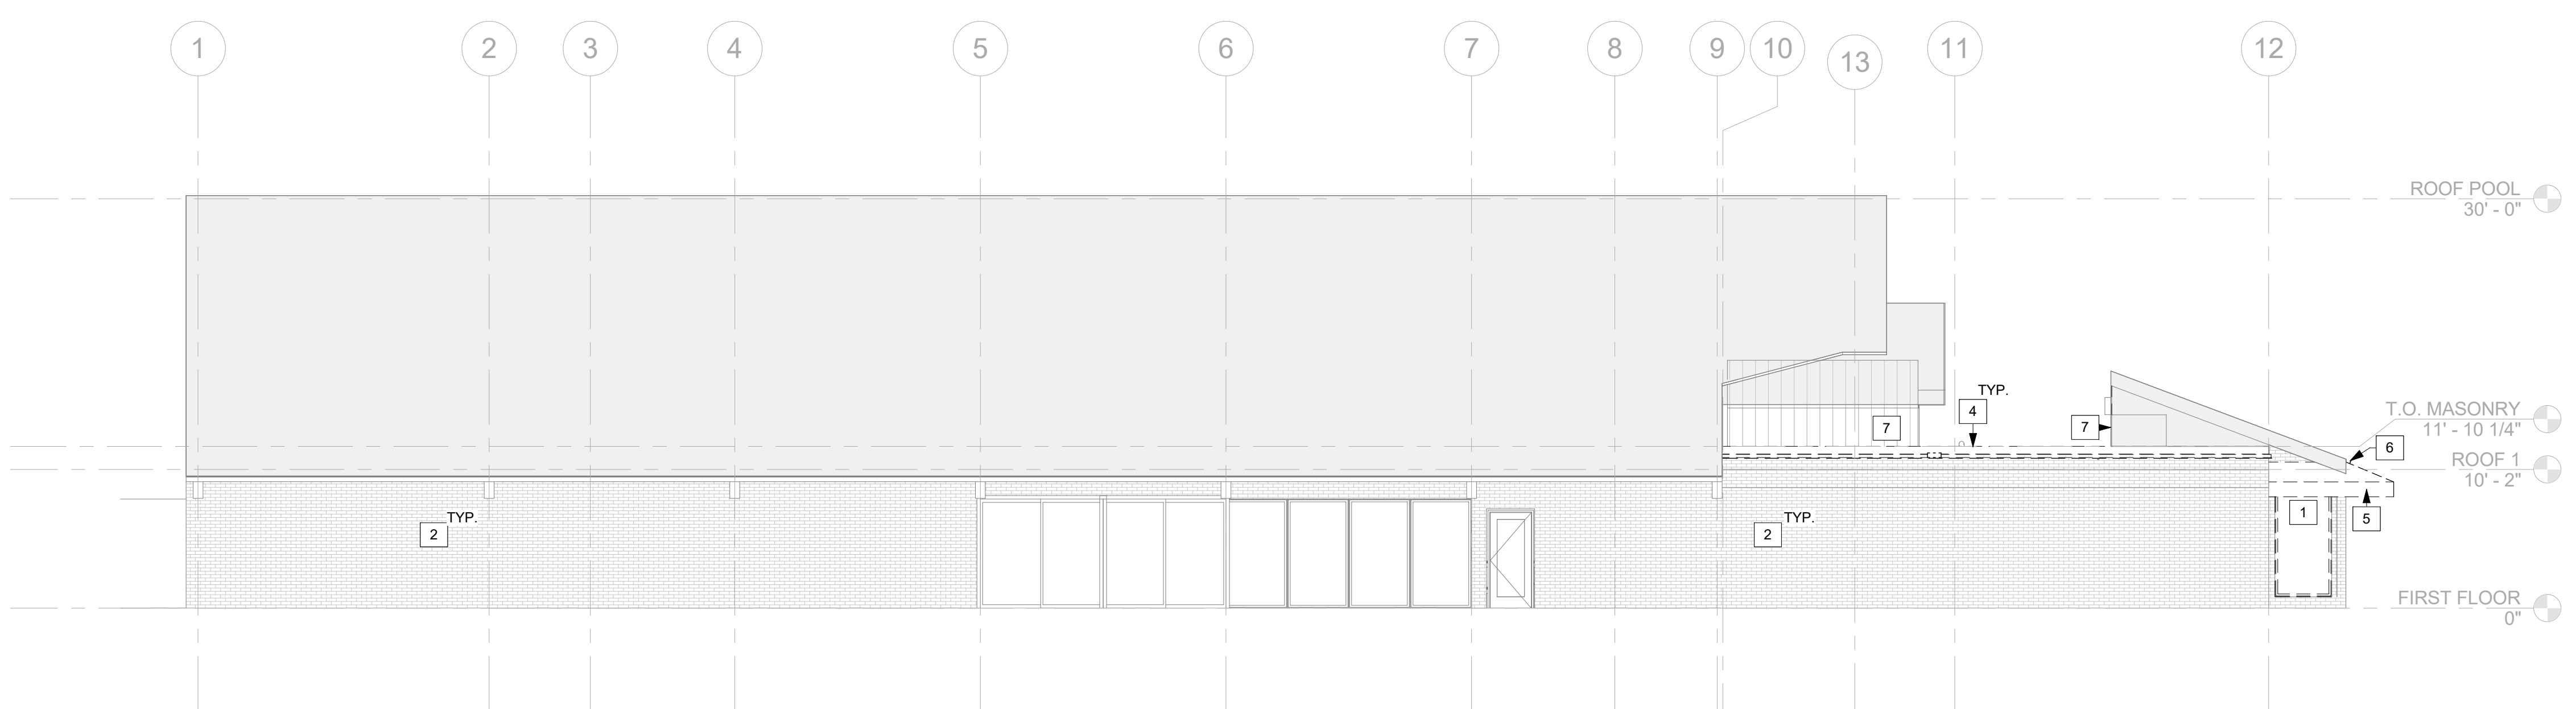 1 2 3 4 5 6 7 8 9 10 13 11 12
ROOF POOL
30' - 0"
TYP.
4
7
7
T.O. MASONRY
11' - 10 1/4"
6
ROOF 1
10' - 2"
TYP.
2
TYP.
2
1
5
FIRST FLOOR
0"